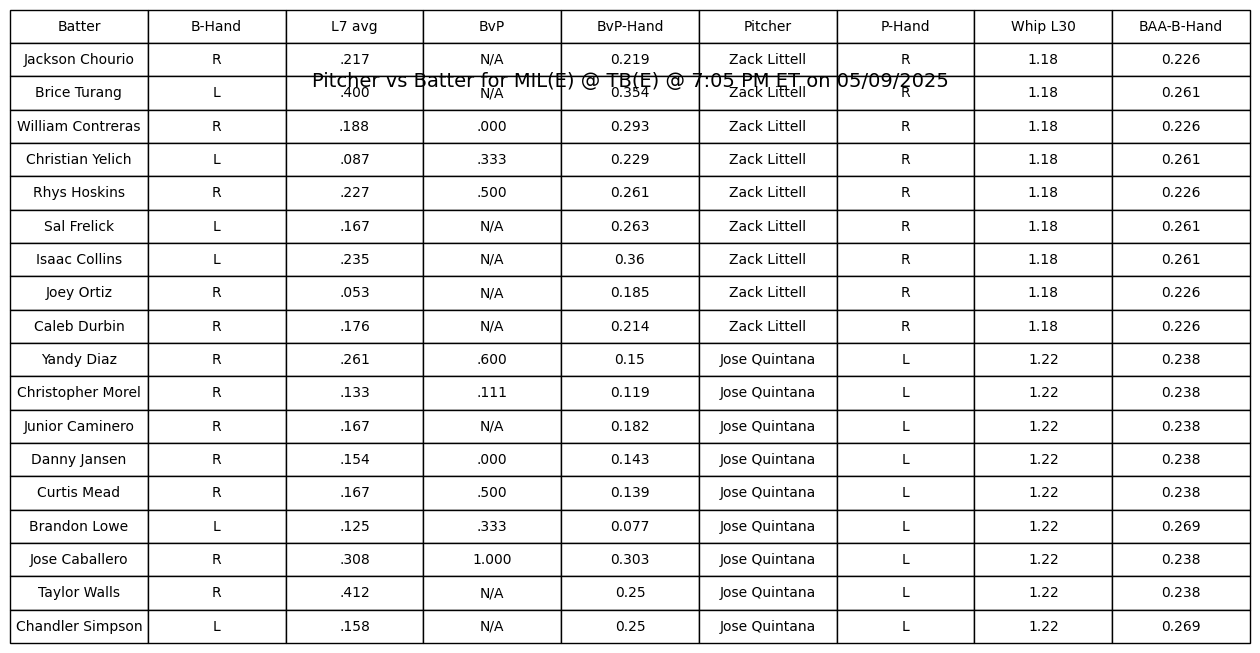 Batter B-Hand L7 avg BvP BvP-Hand Pitcher P-Hand Whip L30 BAA-B-Hand
Jackson Chourio R .217 N/A 0.219 Zack Littell R 1.18 0.226
Pitcher vs Batter for MIL(E) @ TB(E) @ 7:05 PM ET on 05/09/2025
Brice Turang L .400 N/A 0.354 Zack Littell R 1.18 0.261
William Contreras R .188 .000 0.293 Zack Littell R 1.18 0.226
Christian Yelich L .087 .333 0.229 Zack Littell R 1.18 0.261
Rhys Hoskins R .227 .500 0.261 Zack Littell R 1.18 0.226
Sal Frelick L .167 N/A 0.263 Zack Littell R 1.18 0.261
Isaac Collins L .235 N/A 0.36 Zack Littell R 1.18 0.261
Joey Ortiz R .053 N/A 0.185 Zack Littell R 1.18 0.226
Caleb Durbin R .176 N/A 0.214 Zack Littell R 1.18 0.226
Yandy Diaz R .261 .600 0.15 Jose Quintana L 1.22 0.238
Christopher Morel R .133 .111 0.119 Jose Quintana L 1.22 0.238
Junior Caminero R .167 N/A 0.182 Jose Quintana L 1.22 0.238
Danny Jansen R .154 .000 0.143 Jose Quintana L 1.22 0.238
Curtis Mead R .167 .500 0.139 Jose Quintana L 1.22 0.238
Brandon Lowe L .125 .333 0.077 Jose Quintana L 1.22 0.269
Jose Caballero R .308 1.000 0.303 Jose Quintana L 1.22 0.238
Taylor Walls R .412 N/A 0.25 Jose Quintana L 1.22 0.238
Chandler Simpson L .158 N/A 0.25 Jose Quintana L 1.22 0.269